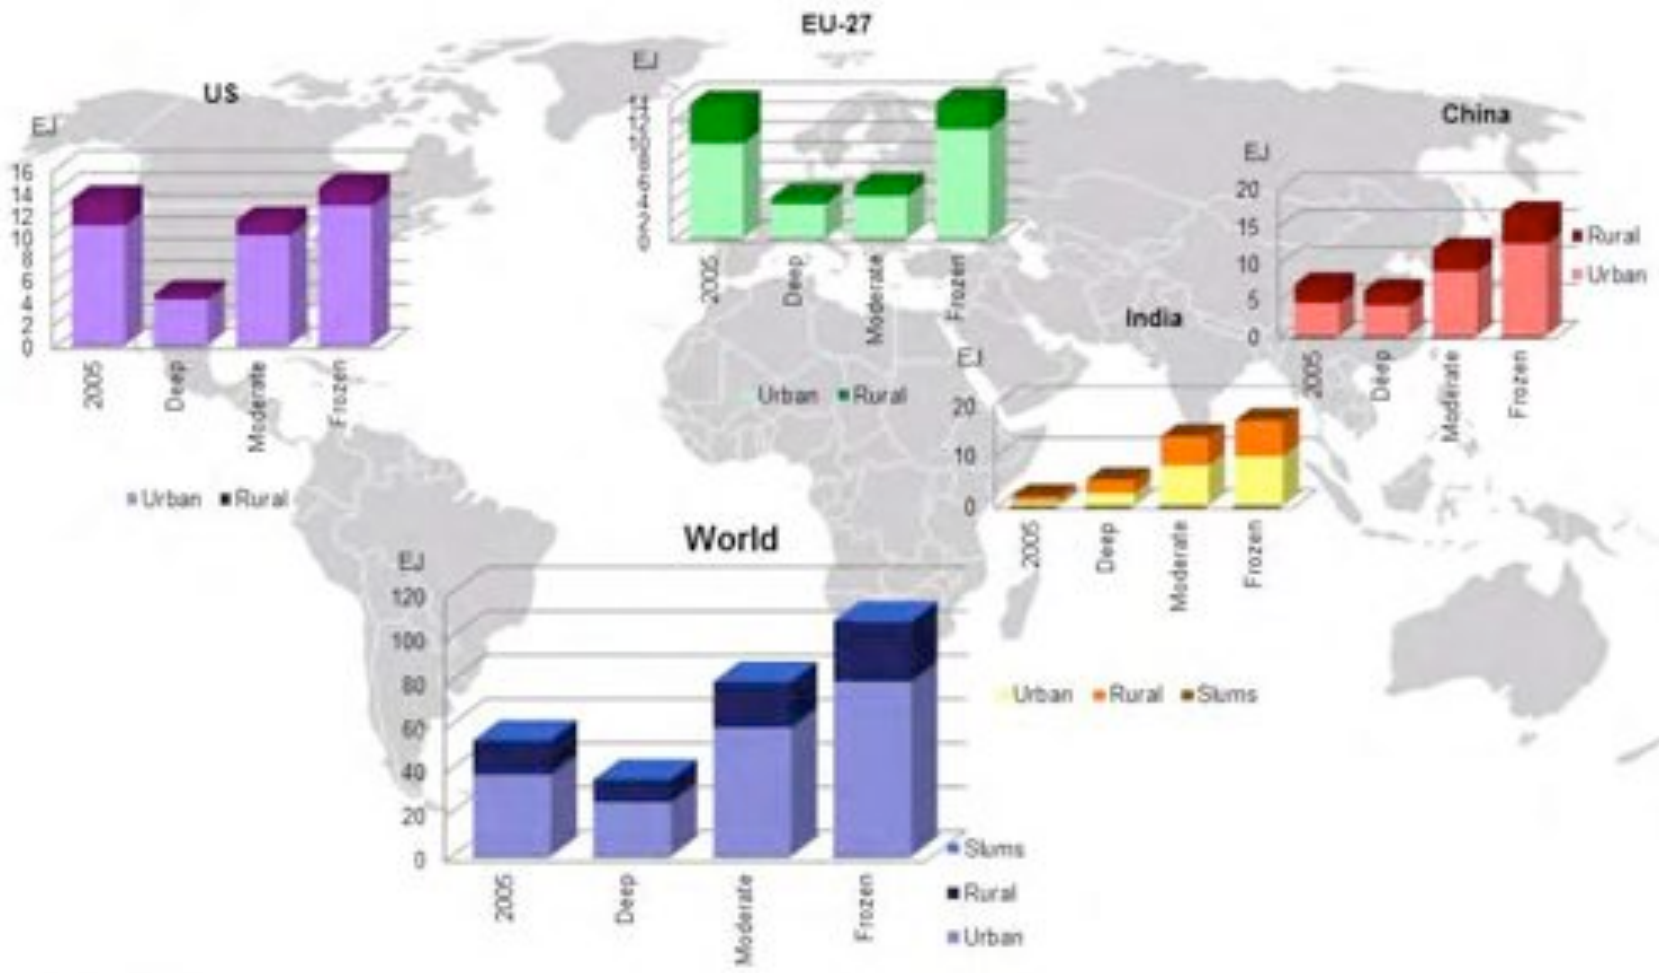 EU-27
EJ
2005
Deep
Moderate
Frozen
Urban Rural
US
EJ
16
14
12
10
8
6
4
2
0
2005
Deep
Moderate
Frozen
Urban Rural
China
EJ
20
15
10
5
0
2005
Deep
Moderate
Frozen
Rural
Urban
India
EJ
20
10
0
2005
Deep
Moderate
Frozen
Urban Rural Slums
World
EJ
120
100
80
60
40
20
0
2005
Deep
Moderate
Frozen
Slums
Rural
Urban